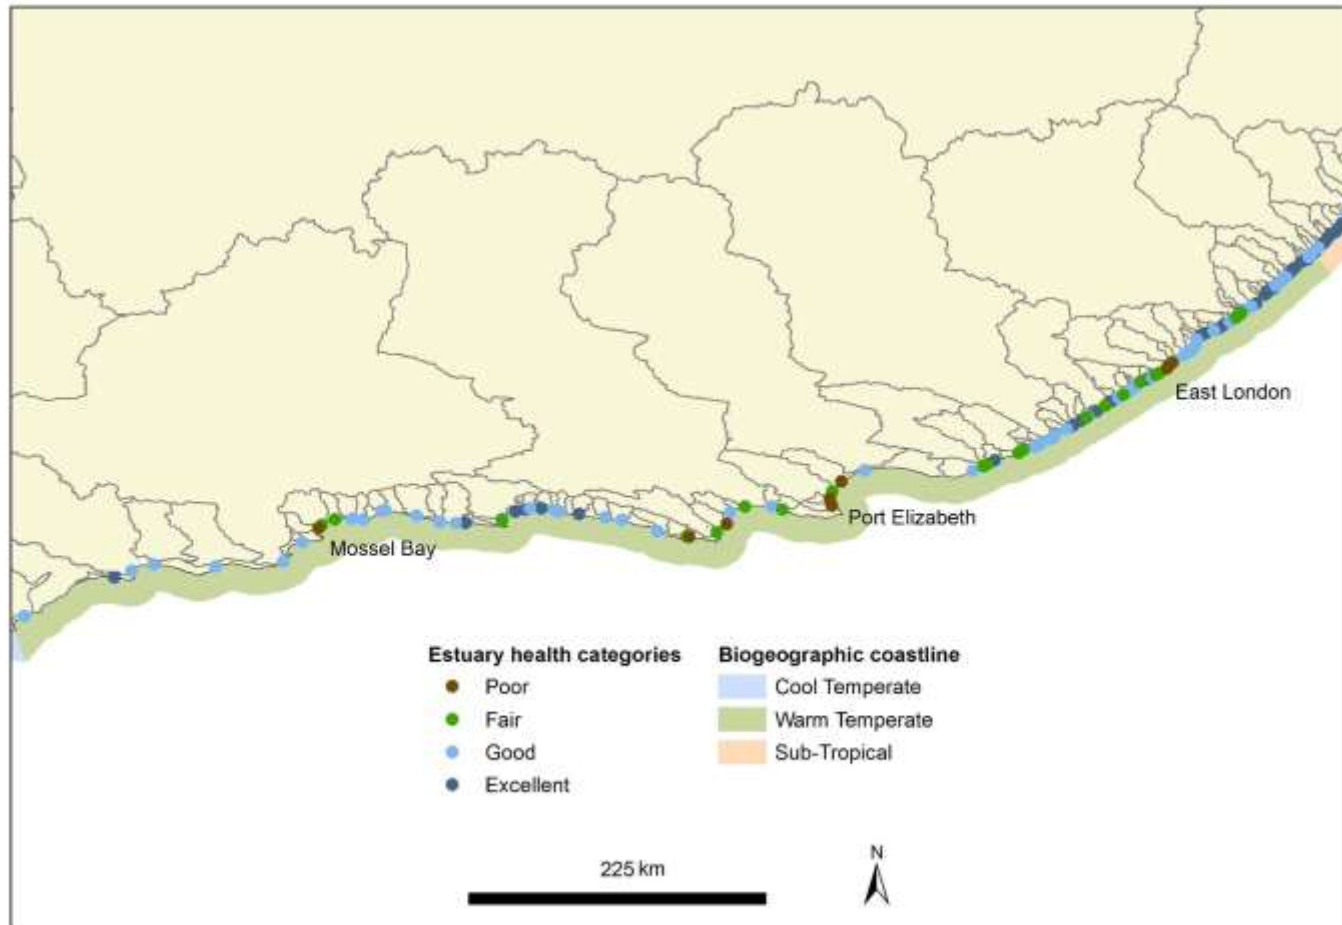 East London
Port Elizabeth
Mossel Bay
Estuary health categories
Poor
Fair
Good
Excellent
Biogeographic coastline
Cool Temperate
Warm Temperate
Sub-Tropical
225 km
N